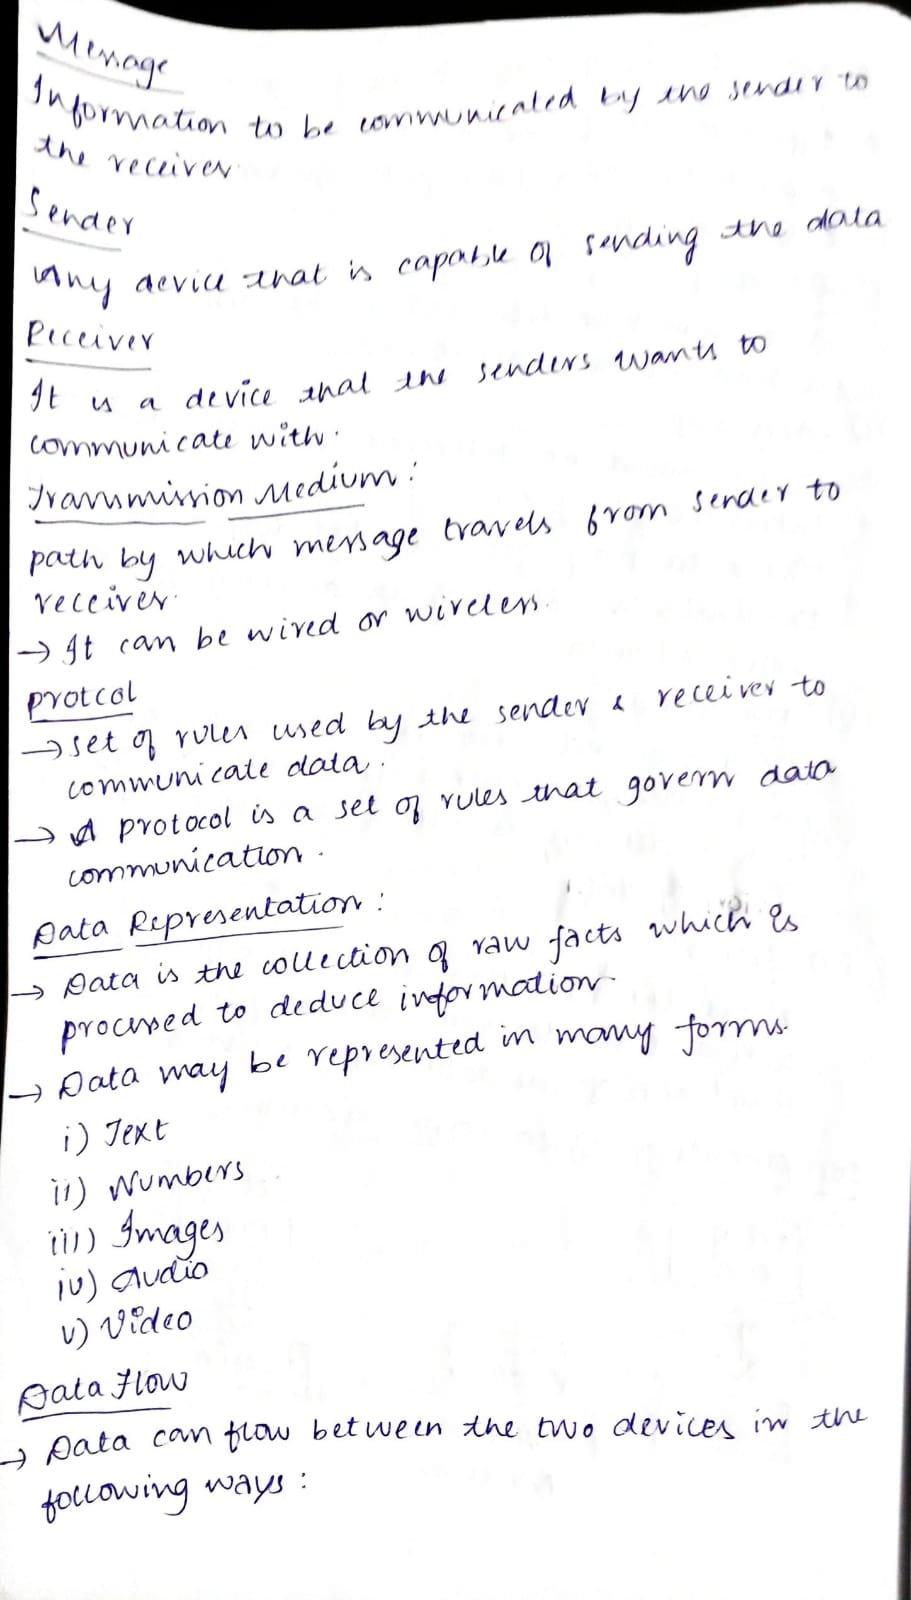 Message
Information to be communicated by the sender to
the receiver.
Sender
Any device that is capable of sending the data
Receiver
It is a device that the senders wants to
communicate with.
Transmission Medium:
path by which message travels from sender to
receiver.
→ It can be wired or wireless.
protcol
→ set of rules used by the sender & receiver to
communicate data.
→ A protocol is a set of rules that govern data
communication.
Data Representation:
→ Data is the collection of raw facts which is
processed to deduce information.
→ Data may be represented in many forms.
i) Text
ii) Numbers
iii) Images
iv) Audio
v) Video
Data Flow
→ Data can flow between the two devices in the
following ways: